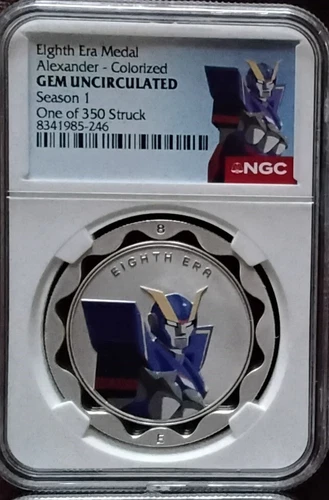 Eighth Era Medal
Alexander - Colorized
GEM UNCIRCULATED
Season 1
One of 350 Struck
8341985-246
NGC
8
EIGHTH ERA
E